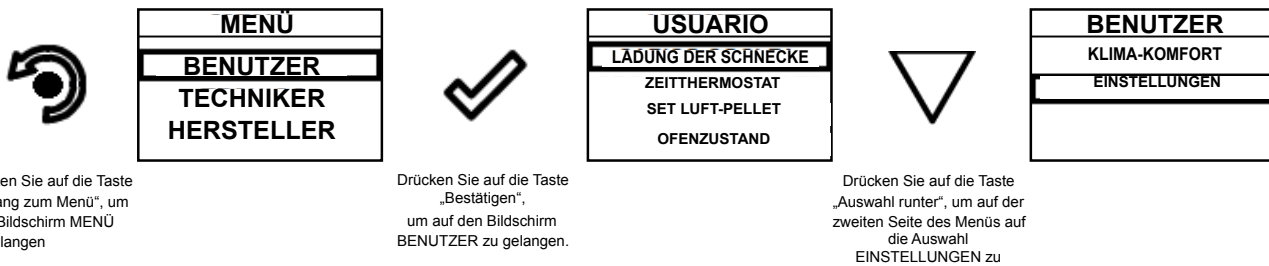 MENÜ
BENUTZER
TECHNIKER
HERSTELLER
en Sie auf die Taste
ang zum Menü“, um
Bildschirm MENÜ
langen
Drücken Sie auf die Taste
„Bestätigen“,
um auf den Bildschirm
BENUTZER zu gelangen.
USUARIO
LADUNG DER SCHNECKE
ZEITTHERMOSTAT
SET LUFT-PELLET
OFENZUSTAND
Drücken Sie auf die Taste
„Auswahl runter“, um auf der
zweiten Seite des Menüs auf
die Auswahl
EINSTELLUNGEN zu
BENUTZER
KLIMA-KOMFORT
EINSTELLUNGEN